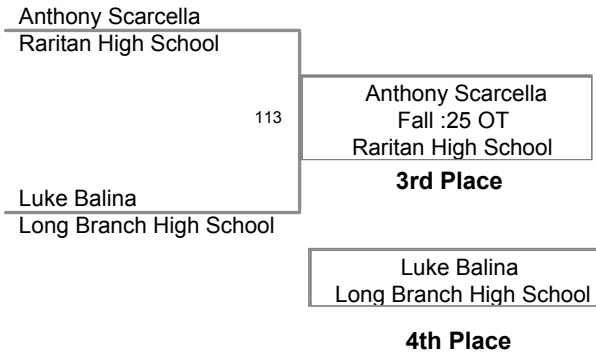 Anthony Scarcella
Raritan High School
113
Anthony Scarcella
Fall :25 OT
Raritan High School
3rd Place
Luke Balina
Long Branch High School
Luke Balina
Long Branch High School
4th Place